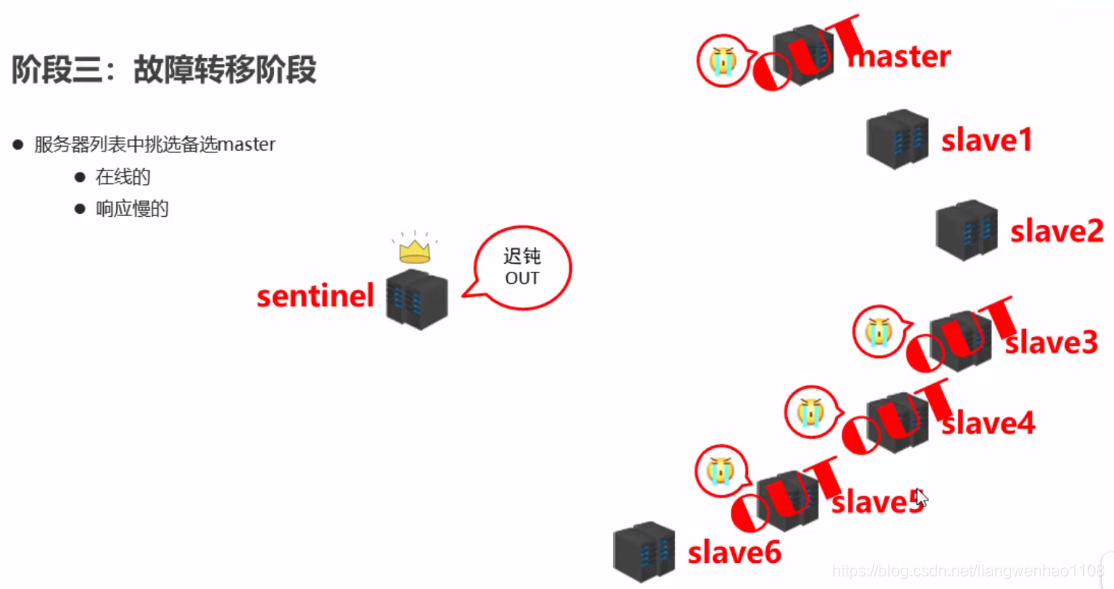 阶段三：故障转移阶段
服务器列表中挑选备选master
在线的
响应慢的
sentinel
迟钝
OUT
OUT
master
slave1
slave2
OUT
slave3
OUT
slave4
OUT
slave5
slave6
https://blog.csdn.net/liangwenhao1108